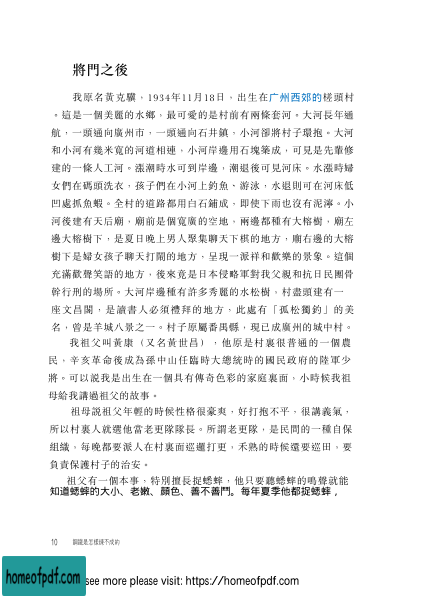 將門之後
我原名黃克驥，1934年11月18日，出生在广州西郊的槎頭村
。這是一個美麗的水鄉，最可愛的是村前有兩條套河。大河長年通
航，一頭通向廣州市，一頭通向石井鎮，小河卻將村子環抱。大河
和小河有幾米寬的河道相連，小河岸邊用石塊築成，可見是先輩修
建的一條人工河。漲潮時水可到岸邊，潮退後可見河床。水漲時婦
女們在碼頭洗衣，孩子們在小河上釣魚、游泳，水退則可在河床低
凹處抓魚蝦。全村的道路都用白石鋪成，即使下雨也沒有泥濘。小
河後建有天后廟，廟前是個寬廣的空地，兩邊都種有大榕樹，廟左
邊大榕樹下，是夏日晚上男人聚集聊天下棋的地方，廟右邊的大榕
樹下是婦女孩子聊天打鬧的地方，呈現一派祥和歡樂的景象。這個
充滿歡聲笑語的地方，後來竟是日本侵略軍對我父親和抗日民團骨
幹行刑的場所。大河岸邊種有許多秀麗的水松樹，村盡頭建有一
座文昌閣，是讀書人必須禮拜的地方，此處有「孤松獨釣」的美
名，曾是羊城八景之一。村子原屬番禺縣，現已成廣州的城中村。
我祖父叫黃康（又名黃世昌），他原是村裏很普通的一個農
民，辛亥革命後成為孫中山任臨時大總統時的國民政府的陸軍少
將。可以說我是出生在一個具有傳奇色彩的家庭裏面，小時候我祖
母給我講過祖父的故事。
祖母說祖父年輕的時候性格很豪爽，好打抱不平，很講義氣，
所以村裏人就選他當老更隊隊長。所謂老更隊，是民間的一種自保
組織，每晚都要派人在村裏面巡邏打更，禾熟的時候還要巡田，要
負責保護村子的治安。
祖父有一個本事，特別擅長捉蟋蟀，他只要聽蟋蟀的鳴聲就能
知道蟋蟀的大小、老嫩、顏色、善不善鬥。每年夏季他都捉蟋蟀，
10 鋼鐵是怎樣煉不成的
homeofpdf.com
see more please visit: https://homeofpdf.com